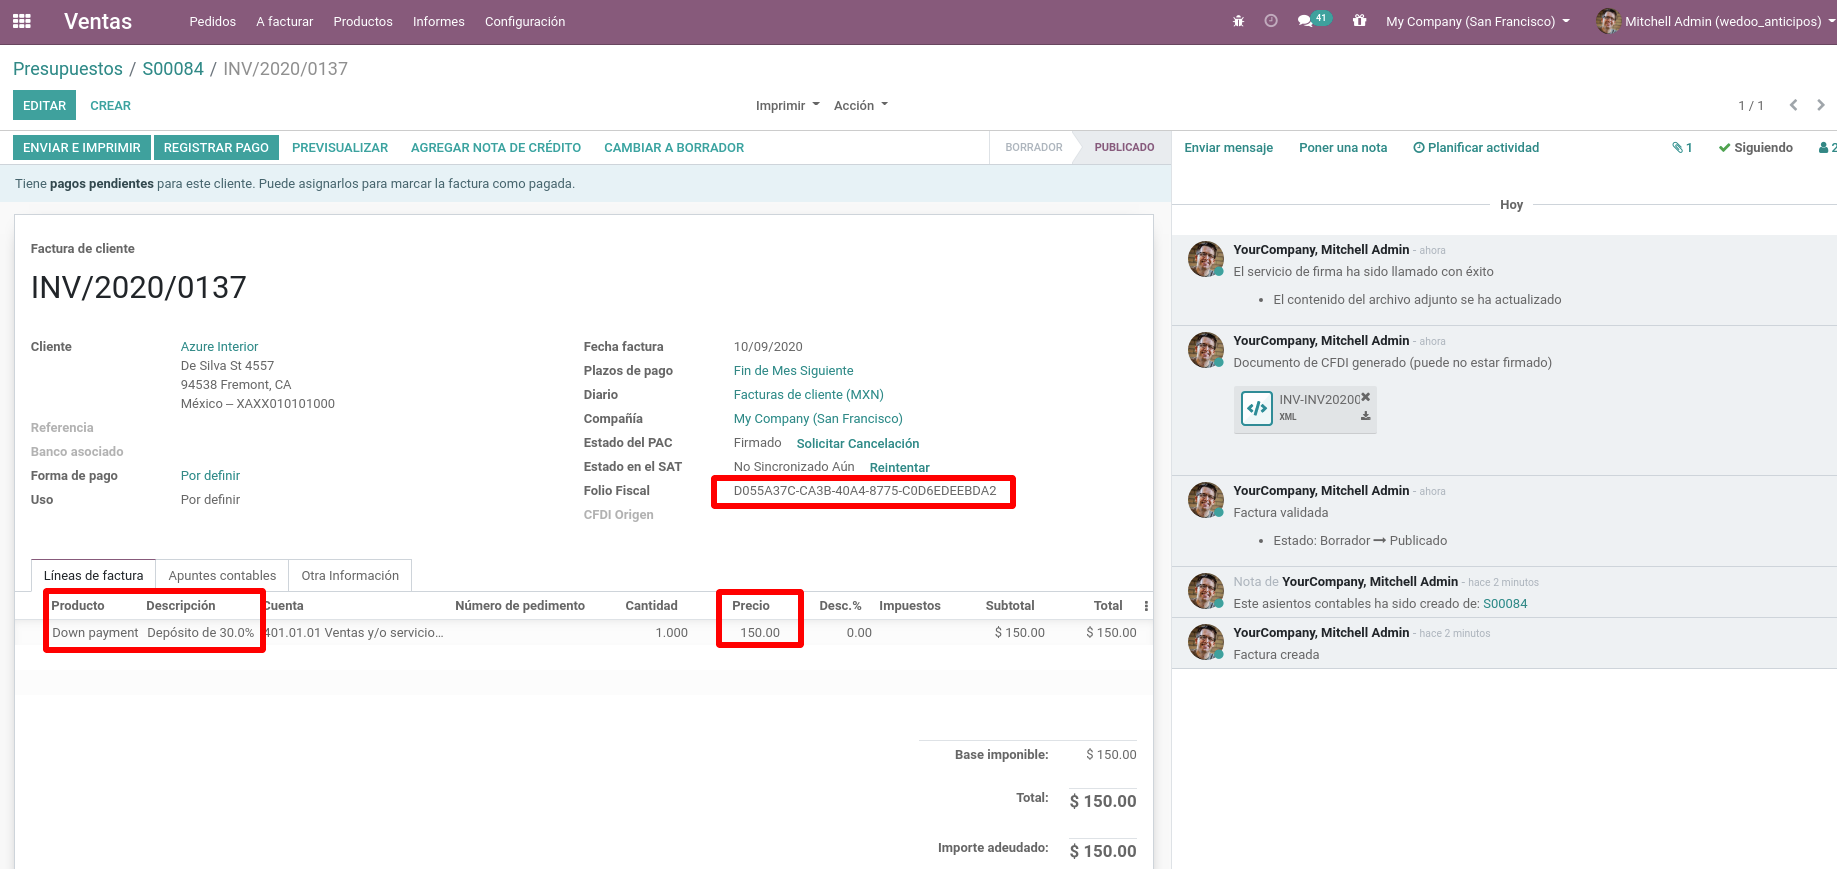 Ventas Pedidos A facturar Productos Informes Configuración 41 My Company (San Francisco) Mitchell Admin (wedoo_anticipos)
Presupuestos / S00084 / INV/2020/0137
EDITAR CREAR Imprimir Acción 1 / 1
ENVIAR E IMPRIMIR REGISTRAR PAGO PREVISUALIZAR AGREGAR NOTA DE CRÉDITO CAMBIAR A BORRADOR BORRADOR PUBLICADO
Tiene pagos pendientes para este cliente. Puede asignarlos para marcar la factura como pagada.
Factura de cliente
INV/2020/0137
Cliente Azure Interior
De Silva St 4557
94538 Fremont, CA
México – XAXX010101000
Referencia
Banco asociado
Forma de pago Por definir
Uso Por definir
Fecha factura 10/09/2020
Plazos de pago Fin de Mes Siguiente
Diario Facturas de cliente (MXN)
Compañía My Company (San Francisco)
Estado del PAC Firmado Solicitar Cancelación
Estado en el SAT No Sincronizado Aún Reintentar
Folio Fiscal D055A37C-CA3B-40A4-8775-C0D6EDEEBDA2
CFDI Origen
Líneas de factura Apuntes contables Otra Información
Producto Descripción Cuenta Número de pedimento Cantidad Precio Desc.% Impuestos Subtotal Total
Down payment Depósito de 30.0% 401.01.01 Ventas y/o servicio... 1.000 150.00 0.00 $ 150.00 $ 150.00
Base imponible: $ 150.00
Total: $ 150.00
Importe adeudado: $ 150.00
Enviar mensaje Poner una nota Planificar actividad 1 Siguiendo 2
Hoy
YourCompany, Mitchell Admin - ahora
El servicio de firma ha sido llamado con éxito
• El contenido del archivo adjunto se ha actualizado
YourCompany, Mitchell Admin - ahora
Documento de CFDI generado (puede no estar firmado)
INV-INV20200
XML
YourCompany, Mitchell Admin - ahora
Factura validada
• Estado: Borrador → Publicado
Nota de YourCompany, Mitchell Admin - hace 2 minutos
Este asientos contables ha sido creado de: S00084
YourCompany, Mitchell Admin - hace 2 minutos
Factura creada